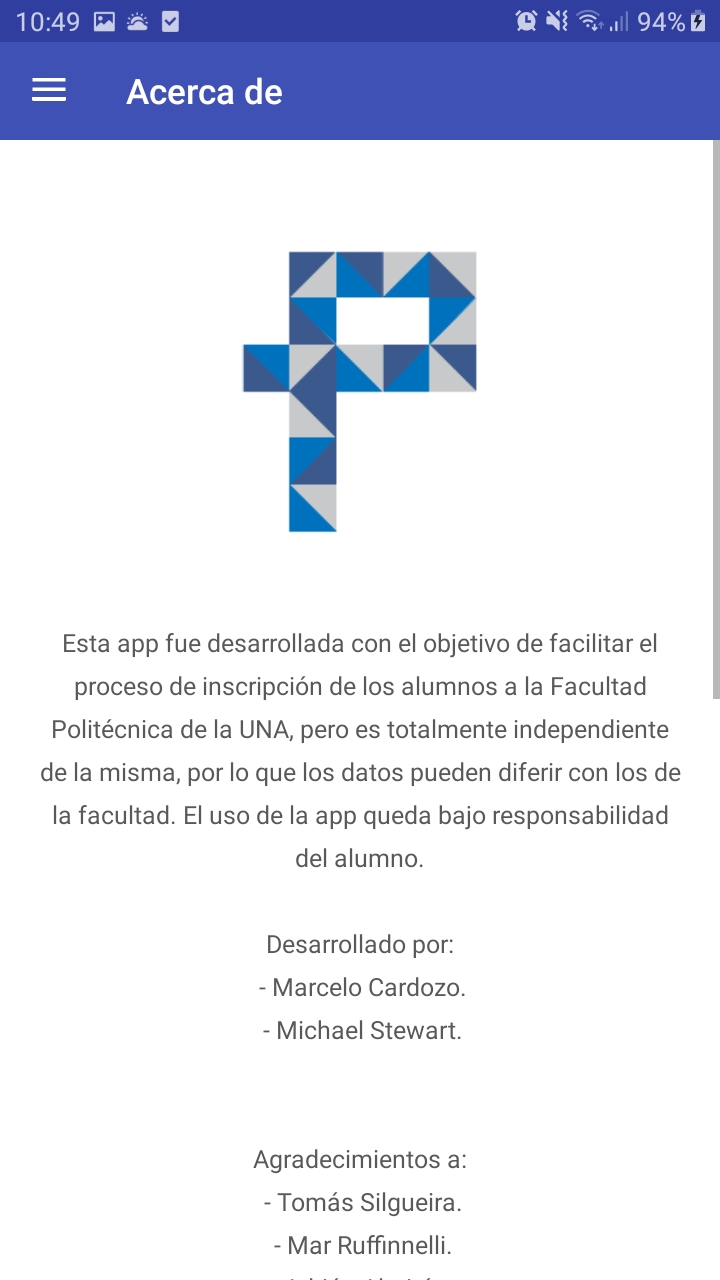 10:49
94%
Acerca de
Esta app fue desarrollada con el objetivo de facilitar el
proceso de inscripción de los alumnos a la Facultad
Politécnica de la UNA, pero es totalmente independiente
de la misma, por lo que los datos pueden diferir con los de
la facultad. El uso de la app queda bajo responsabilidad
del alumno.
Desarrollado por:
- Marcelo Cardozo.
- Michael Stewart.
Agradecimientos a:
- Tomás Silgueira.
- Mar Ruffinnelli.